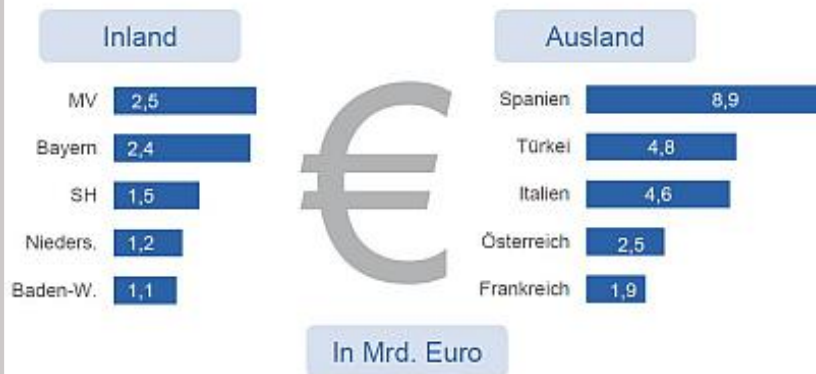 Inland
MV 2,5
Bayern 2,4
SH 1,5
Nieders. 1,2
Baden-W. 1,1
€
Ausland
Spanien 8,9
Türkei 4,8
Italien 4,6
Österreich 2,5
Frankreich 1,9
In Mrd. Euro